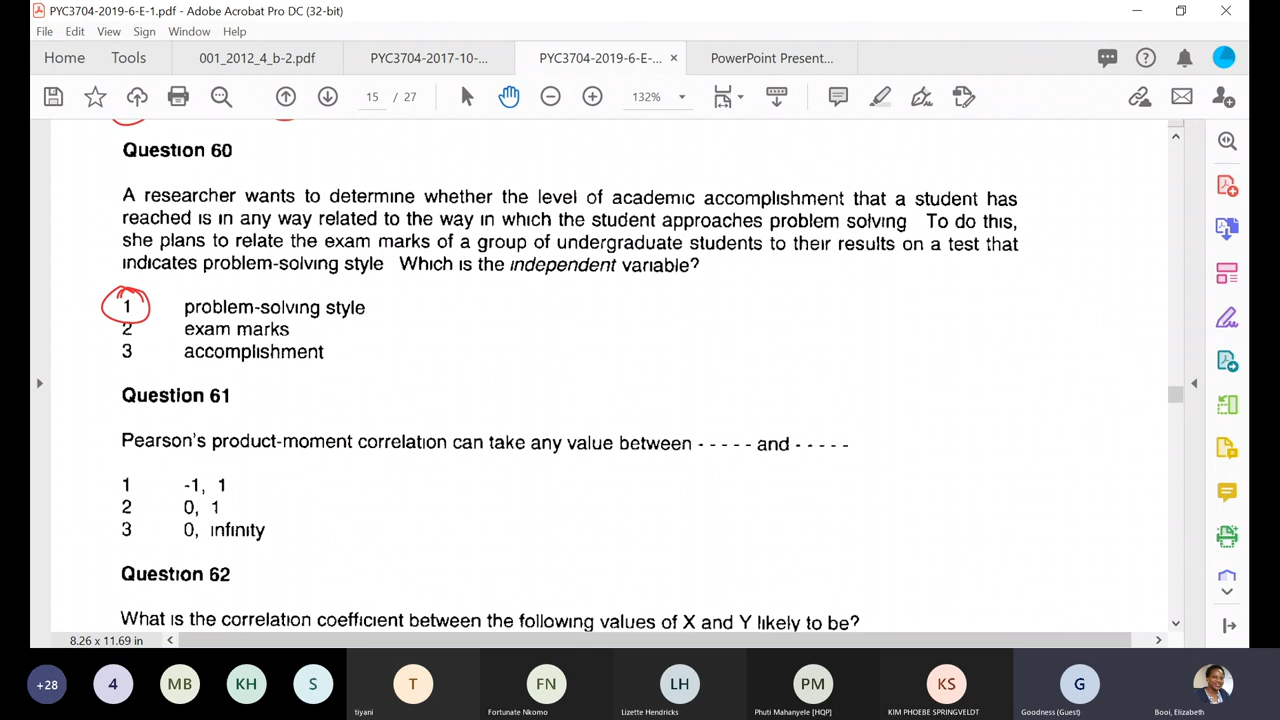 PYC3704-2019-6-E-1.pdf - Adobe Acrobat Pro DC (32-bit)
File Edit View Sign Window Help
Home Tools 001_2012_4_b-2.pdf PYC3704-2017-10-... PYC3704-2019-6-E-... × PowerPoint Present...
15 / 27 132%
Question 60
A researcher wants to determine whether the level of academic accomplishment that a student has
reached is in any way related to the way in which the student approaches problem solving To do this,
she plans to relate the exam marks of a group of undergraduate students to their results on a test that
indicates problem-solving style Which is the independent variable?
1 problem-solving style
2 exam marks
3 accomplishment
Question 61
Pearson's product-moment correlation can take any value between - - - - - and - - - - -
1 -1, 1
2 0, 1
3 0, infinity
Question 62
What is the correlation coefficient between the following values of X and Y likely to be?
8.26 x 11.69 in
+28 4 MB KH S T FN LH PM KS G
tiyani Fortunate Nkomo Lizette Hendricks Phuti Mahanyele [HQP] KIM PHOEBE SPRINGVELDT Goodness (Guest) Booi, Elizabeth